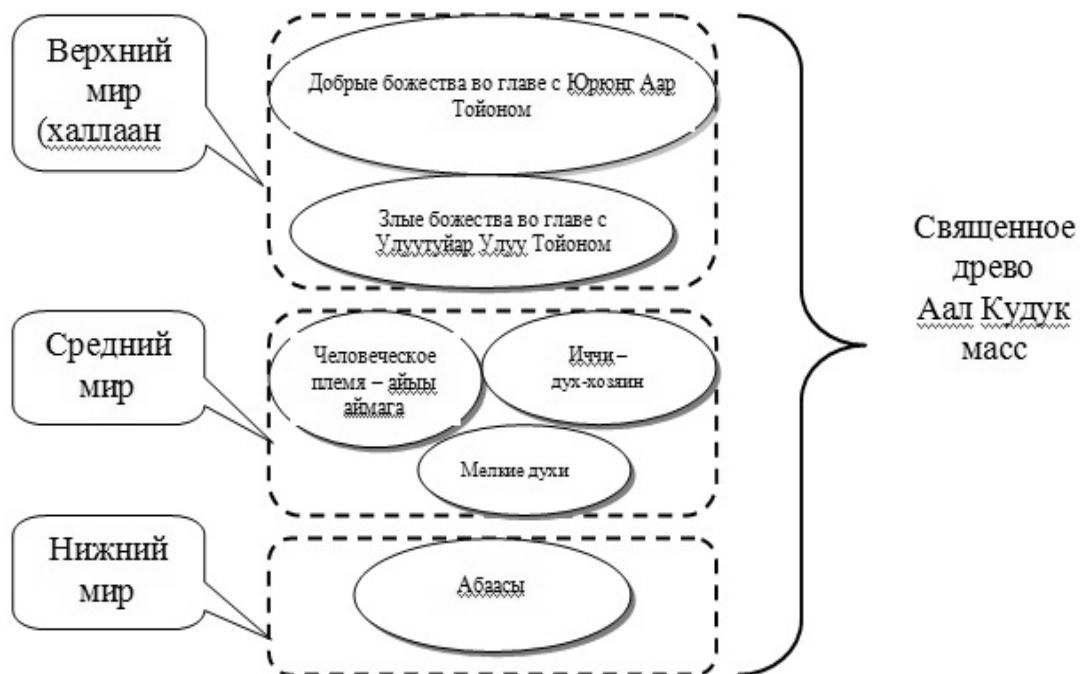 Верхний
мир
(халлаан
Добрые божества во главе с Юрюнг Аар
Тойоном
Злые божества во главе с
Улуутуйар Улуу Тойоном
Средний
мир
Человеческое
племя – айыы
аймага
Иччи –
дух-хозяин
Мелкие духи
Нижний
мир
Абаасы
Священное
древо
Аал Кудук
масс